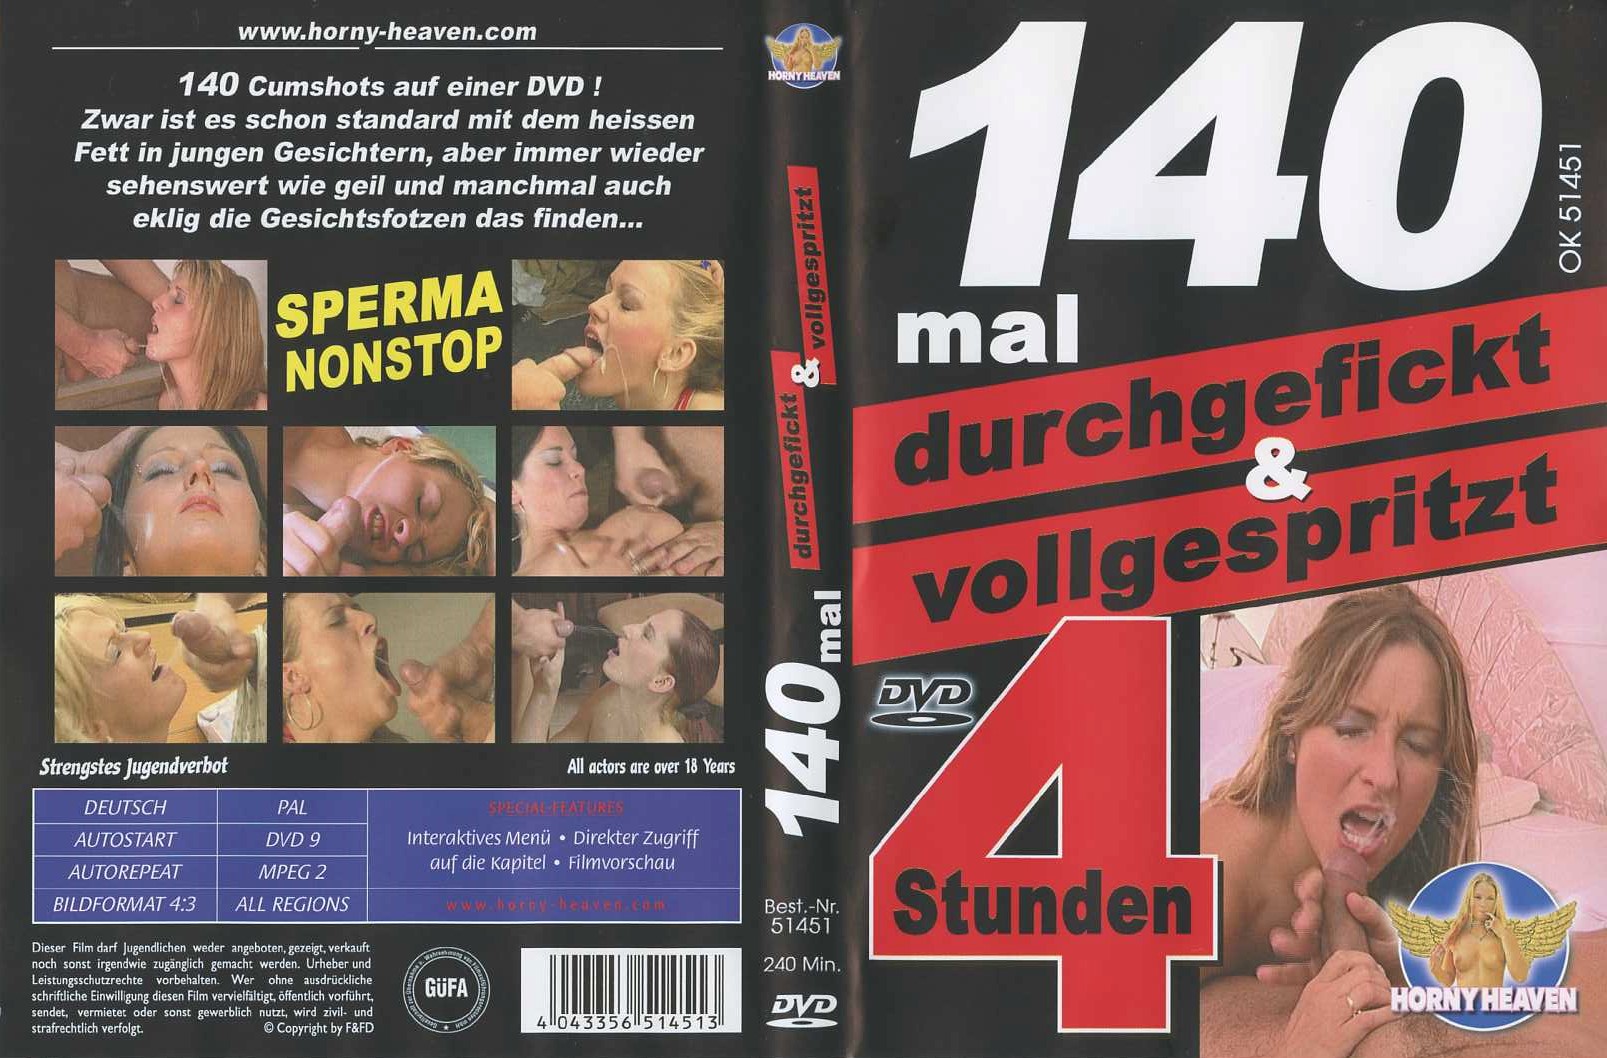 www.horny-heaven.com
140 Cumshots auf einer DVD !
Zwar ist es schon standard mit dem heissen
Fett in jungen Gesichtern, aber immer wieder
sehenswert wie geil und manchmal auch
eklig die Gesichtsfotzen das finden...
SPERMA
NONSTOP
Strengstes Jugendverbot
All actors are over 18 Years
DEUTSCH
PAL
AUTOSTART
DVD 9
AUTOREPEAT
MPEG 2
BILDFORMAT 4:3
ALL REGIONS
SPECIAL-FEATURES
Interaktives Menü • Direkter Zugriff
auf die Kapitel • Filmvorschau
www.horny-heaven.com
Dieser Film darf Jugendlichen weder angeboten, gezeigt, verkauft
noch sonst irgendwie zugänglich gemacht werden. Urheber und
Leistungsschutzrechte vorbehalten. Wer ohne ausdrückliche
schriftliche Einwilligung diesen Film vervielfältigt, öffentlich vorführt,
sendet, vermietet oder sonst gewerblich nutzt, wird zivil- und
strafrechtlich verfolgt.
© Copyright by F&FD
GÜFA
4 043356 514513
HORNY HEAVEN
140 mal
durchgefickt
&
vollgespritzt
Best.-Nr.
51451
240 Min.
DVD
140
mal
durchgefickt
&
vollgespritzt
OK 51451
DVD
4
Stunden
HORNY HEAVEN